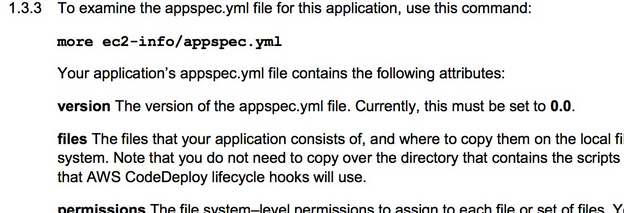 1.3.3 To examine the appspec.yml file for this application, use this command:
more ec2-info/appspec.yml
Your application's appspec.yml file contains the following attributes:
version The version of the appspec.yml file. Currently, this must be set to 0.0.
files The files that your application consists of, and where to copy them on the local fi
system. Note that you do not need to copy over the directory that contains the scripts
that AWS CodeDeploy lifecycle hooks will use.
permissions The file system–level permissions to assign to each file or set of files. Y